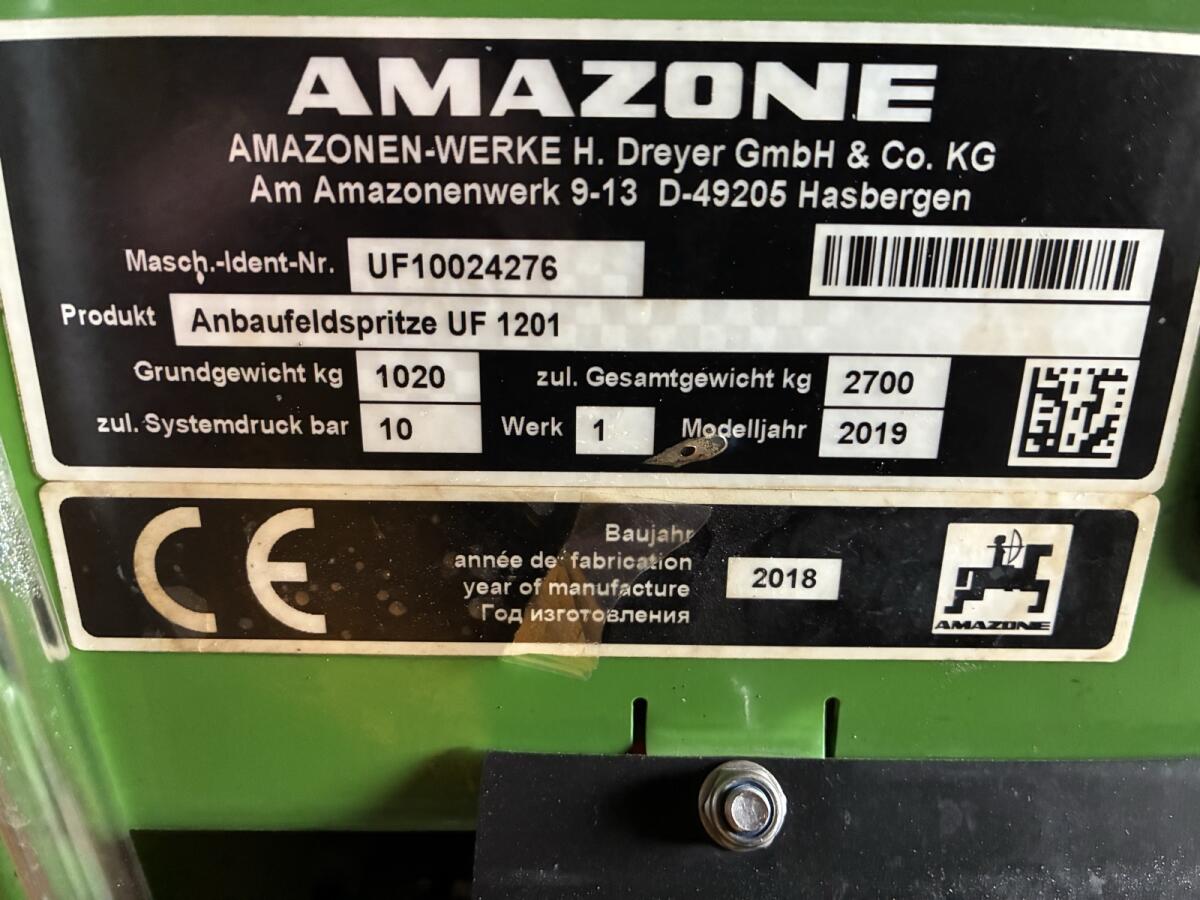 AMAZONE
AMAZONEN-WERKE H. Dreyer GmbH & Co. KG
Am Amazonenwerk 9-13 D-49205 Hasbergen
Masch.-Ident-Nr. UF10024276
Produkt Anbaufeldspritze UF 1201
Grundgewicht kg 1020 zul. Gesamtgewicht kg 2700
zul. Systemdruck bar 10 Werk 1 Modelljahr 2019
CE
Baujahr
année de fabrication
year of manufacture 2018
Год изготовления
AMAZONE